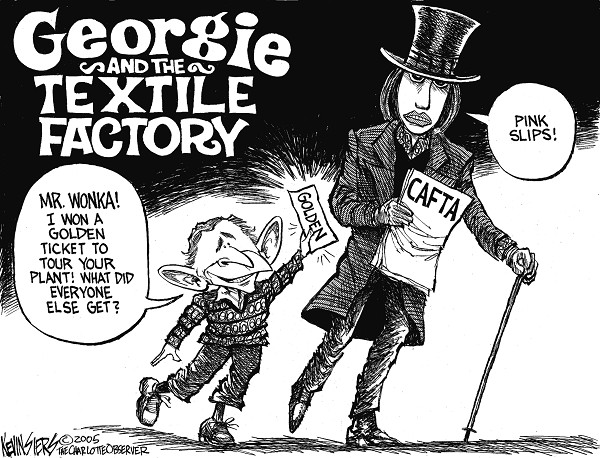 Georgie
AND THE
TEXTILE
FACTORY
PINK
SLIPS!
MR. WONKA!
I WON A
GOLDEN
TICKET TO
TOUR YOUR
PLANT! WHAT DID
EVERYONE
ELSE GET?
GOLDEN
CAFTA
KEVIN SIERS ©2005
THE CHARLOTTE OBSERVER